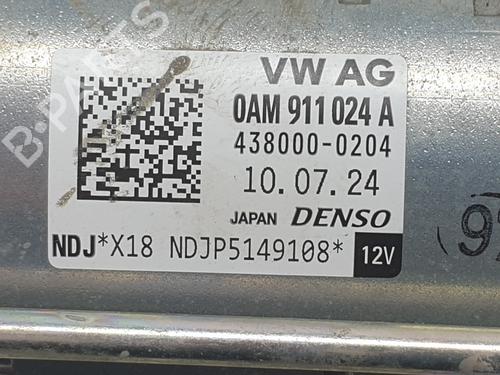 VW AG
0AM 911 024 A
438000-0204
10.07.24
JAPAN DENSO
NDJ*X18 NDJP5149108* 12V
B-PARTS